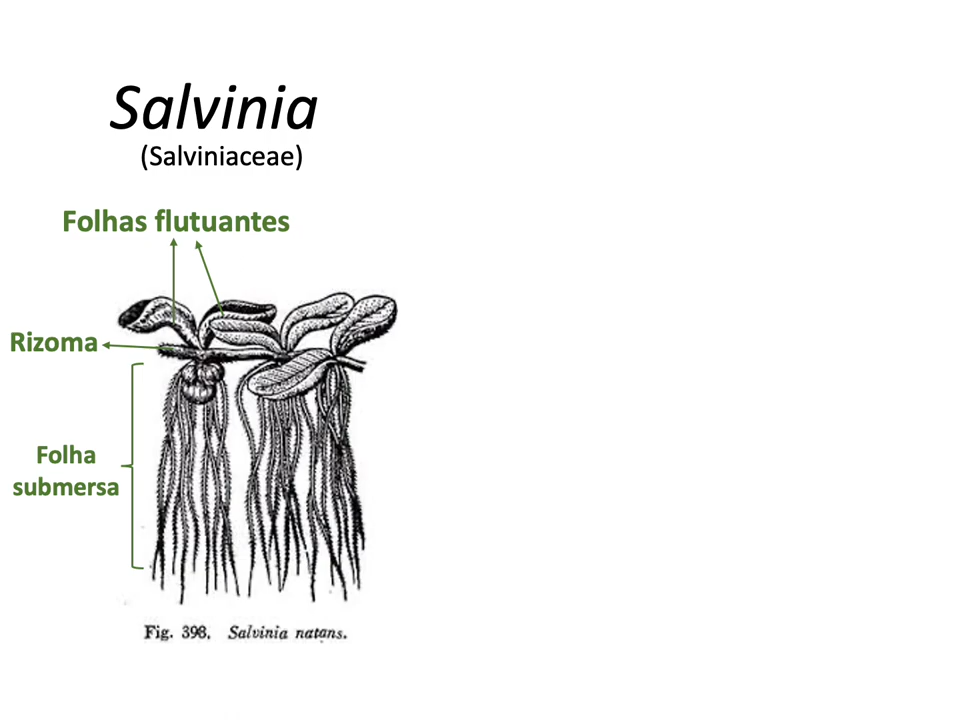 Salvinia
(Salviniaceae)
Folhas flutuantes
Rizoma
Folha
submersa
Fig. 398. Salvinia natans.